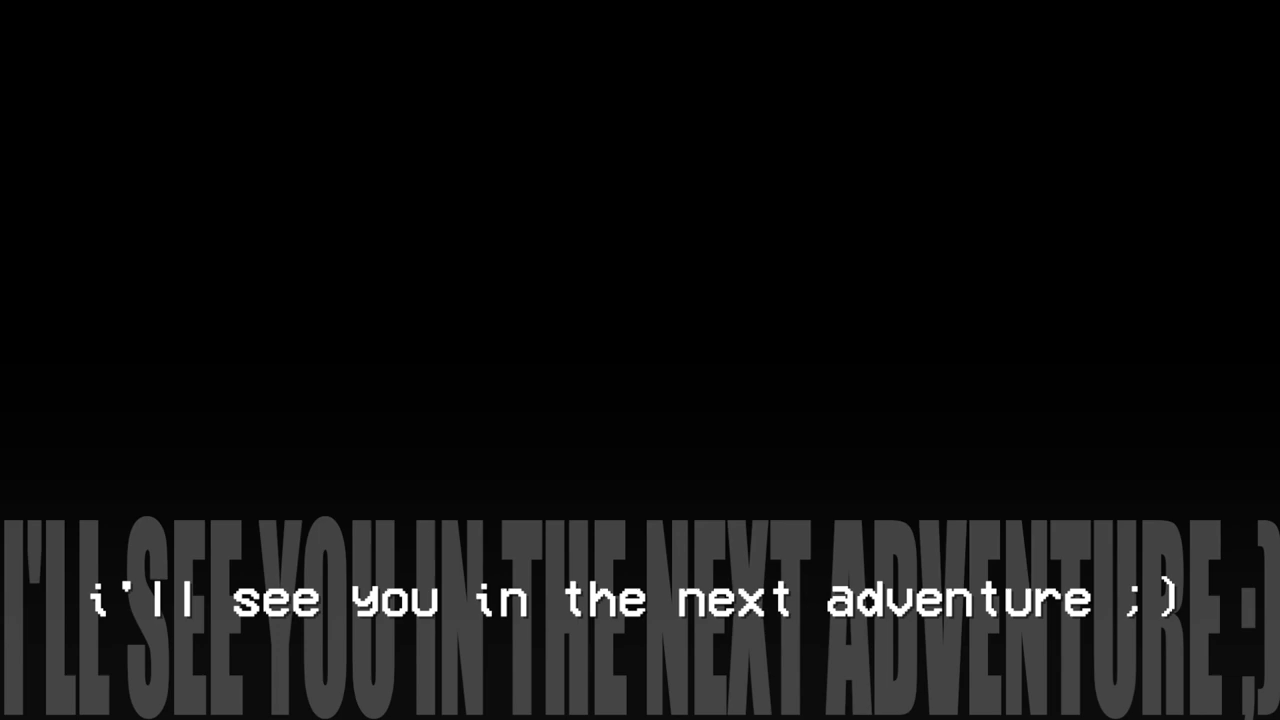 I'LL SEE YOU IN THE NEXT ADVENTURE ;)
i'll see you in the next adventure ;)